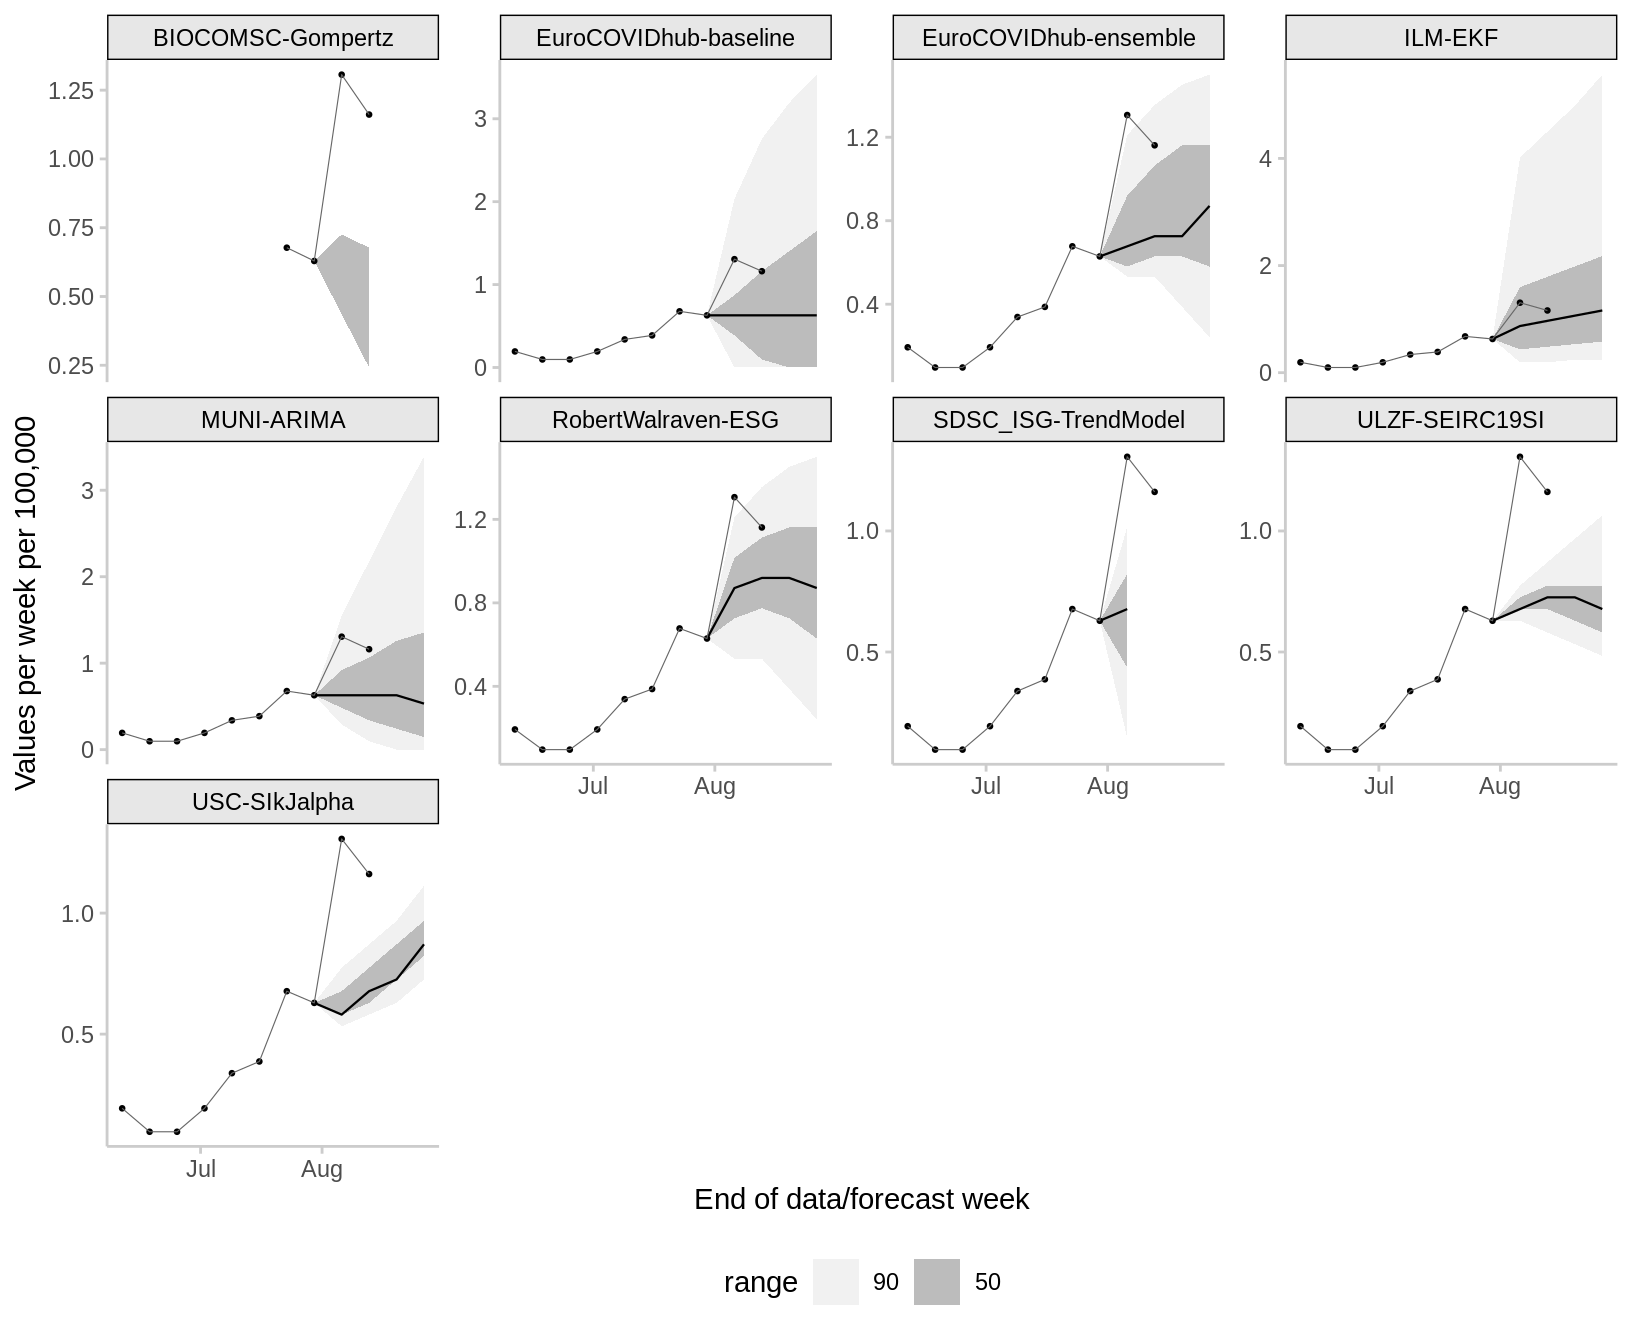 BIOCOMSC-Gompertz
EuroCOVIDhub-baseline
EuroCOVIDhub-ensemble
ILM-EKF
1.25
1.00
0.75
0.50
0.25
3
2
1
0
1.2
0.8
0.4
4
2
0
MUNI-ARIMA
RobertWalraven-ESG
SDSC_ISG-TrendModel
ULZF-SEIRC19SI
3
2
1
0
1.2
0.8
0.4
1.0
0.5
1.0
0.5
Jul Aug
Jul Aug
Jul Aug
USC-SIkJalpha
1.0
0.5
Jul Aug
Values per week per 100,000
End of data/forecast week
range 90 50